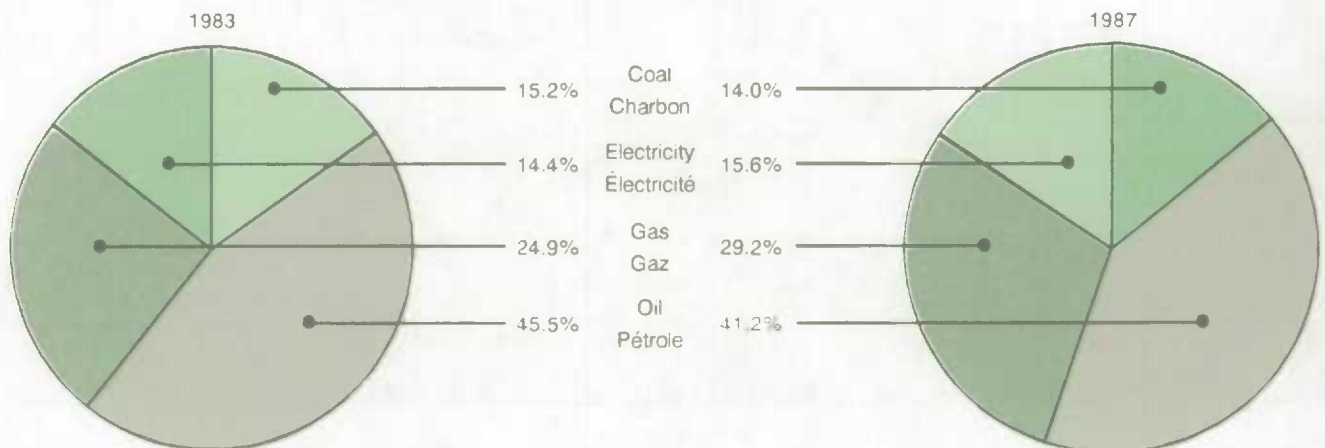 1983
1987
15.2%
Coal
Charbon
14.0%
14.4%
Electricity
Électricité
15.6%
24.9%
Gas
Gaz
29.2%
45.5%
Oil
Pétrole
41.2%